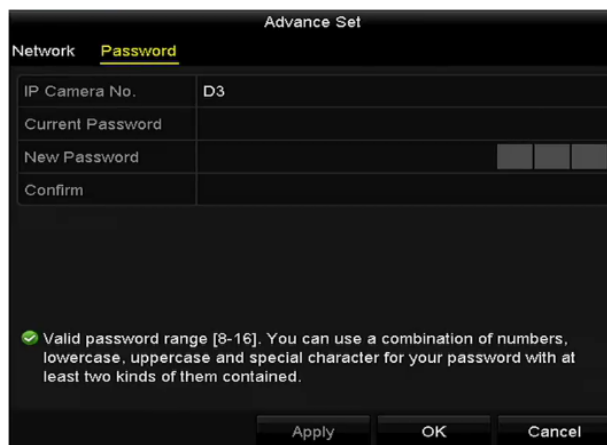 Advance Set
Network Password
IP Camera No. D3
Current Password
New Password
Confirm
Valid password range [8-16]. You can use a combination of numbers,
lowercase, uppercase and special character for your password with at
least two kinds of them contained.
Apply OK Cancel